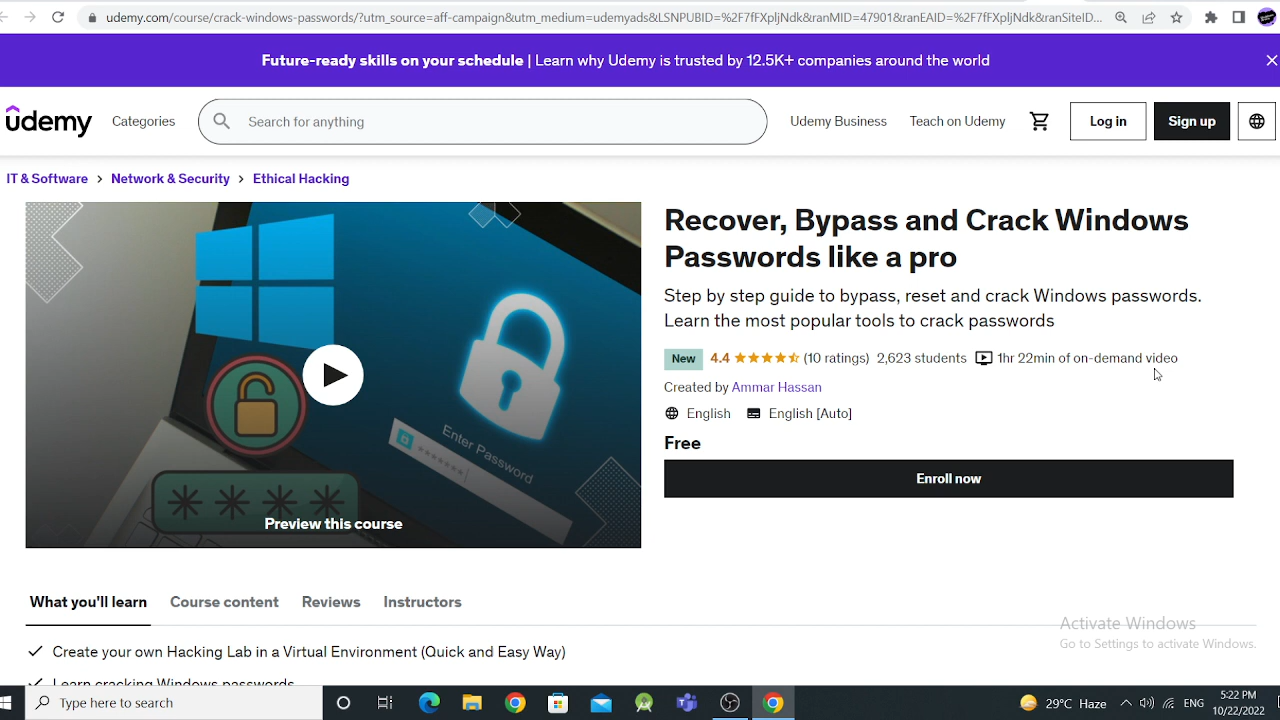 udemy.com/course/crack-windows-passwords/?utm_source=aff-campaign&utm_medium=udemyads&LSNPUBID=%2F7fFXpljNdk&ranMID=47901&ranEAID=%2F7fFXpljNdk&ranSiteID...
Future-ready skills on your schedule | Learn why Udemy is trusted by 12.5K+ companies around the world
udemy
Categories
Search for anything
Udemy Business
Teach on Udemy
Log in
Sign up
IT & Software > Network & Security > Ethical Hacking
Enter Password
Preview this course
Recover, Bypass and Crack Windows
Passwords like a pro
Step by step guide to bypass, reset and crack Windows passwords.
Learn the most popular tools to crack passwords
New 4.4 (10 ratings) 2,623 students 1hr 22min of on-demand video
Created by Ammar Hassan
English English [Auto]
Free
Enroll now
What you'll learn
Course content
Reviews
Instructors
Create your own Hacking Lab in a Virtual Environment (Quick and Easy Way)
Learn cracking Windows passwords
Activate Windows
Go to Settings to activate Windows.
Type here to search
29°C Haze
ENG
5:22 PM
10/22/2022